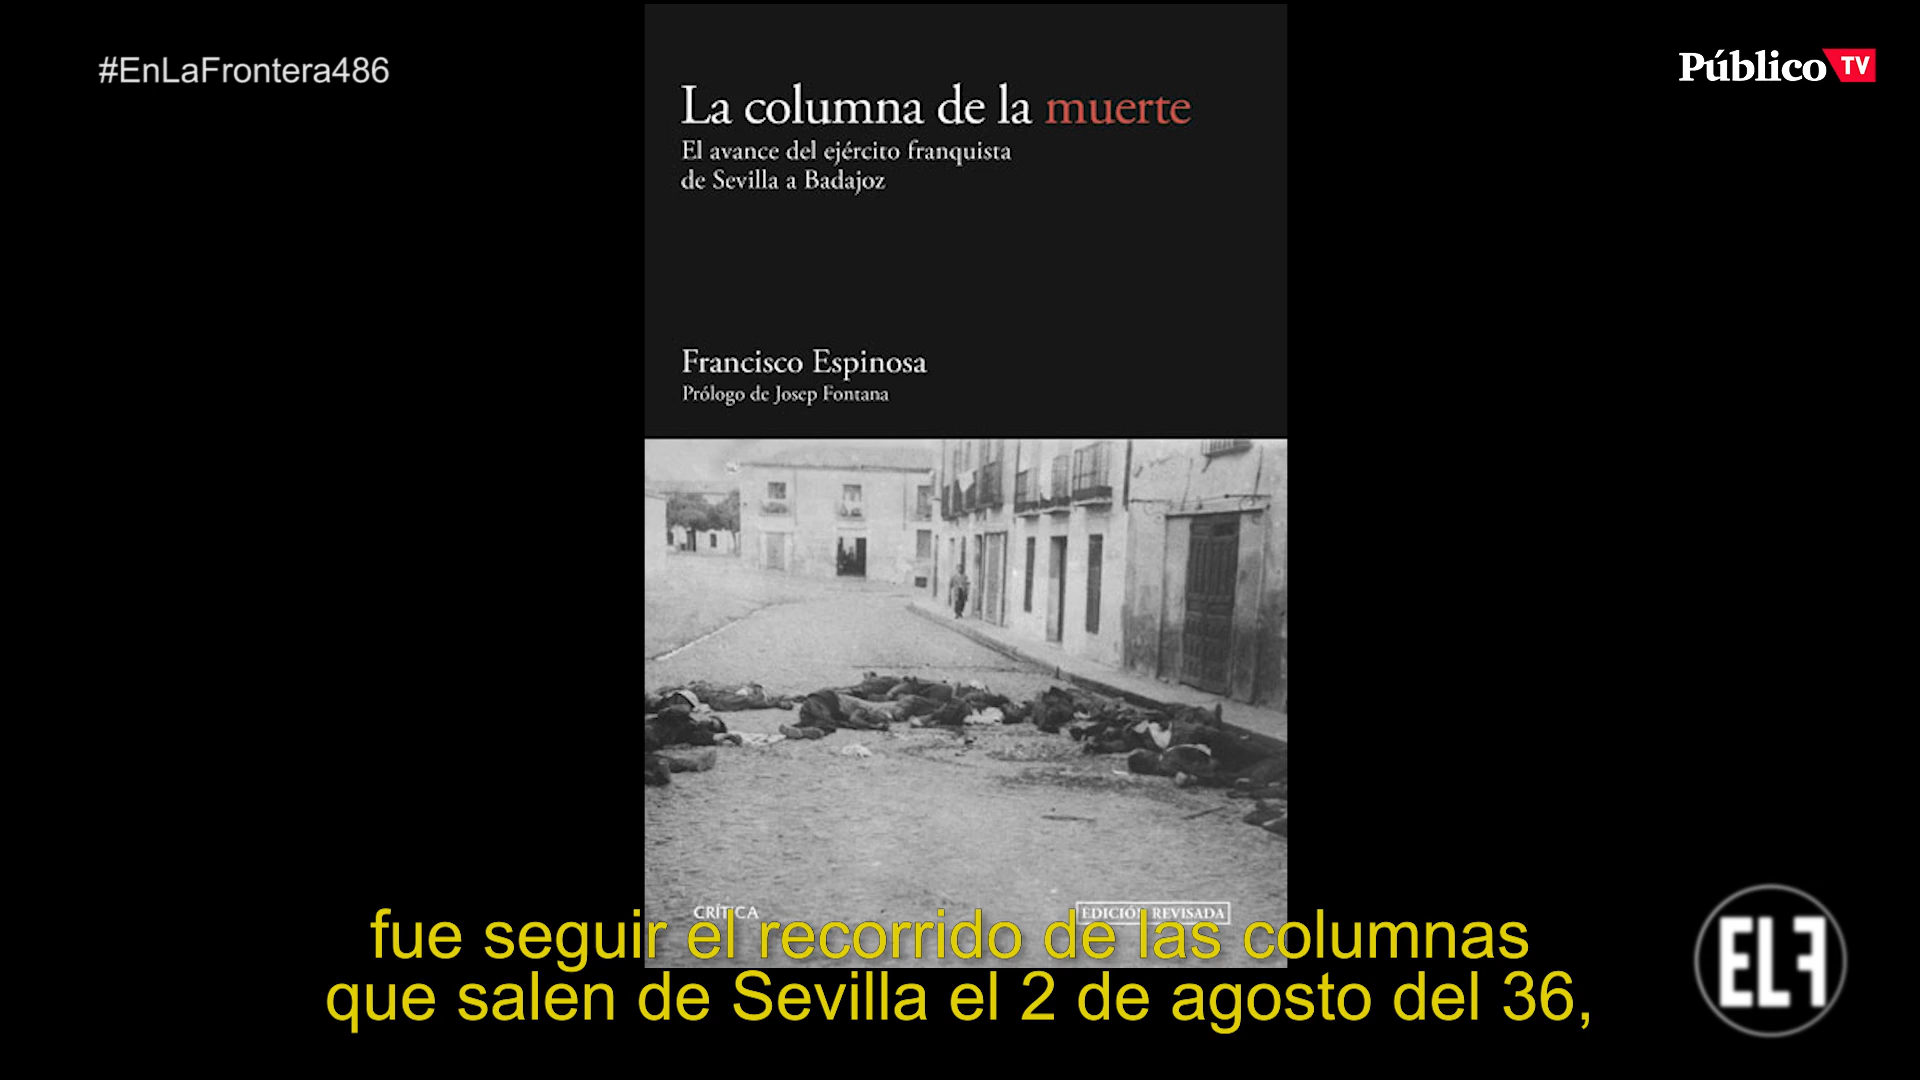 #EnLaFrontera486
Público TV
La columna de la muerte
El avance del ejército franquista
de Sevilla a Badajoz
Francisco Espinosa
Prólogo de Josep Fontana
CRÍTICA
EDICIÓN REVISADA
fue seguir el recorrido de las columnas
que salen de Sevilla el 2 de agosto del 36,
ELF